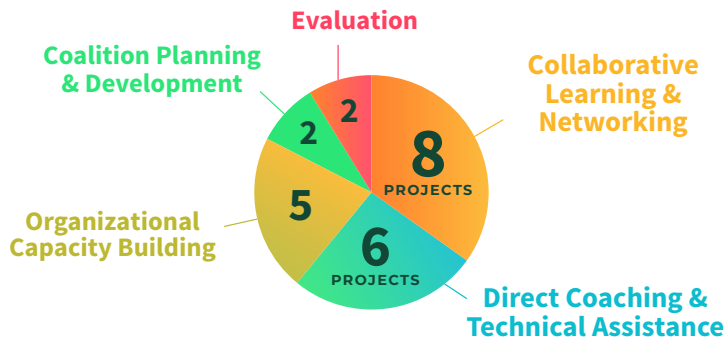 Evaluation
Coalition Planning
& Development
Collaborative
Learning &
Networking
2
2
8
PROJECTS
5
6
PROJECTS
Organizational
Capacity Building
Direct Coaching &
Technical Assistance